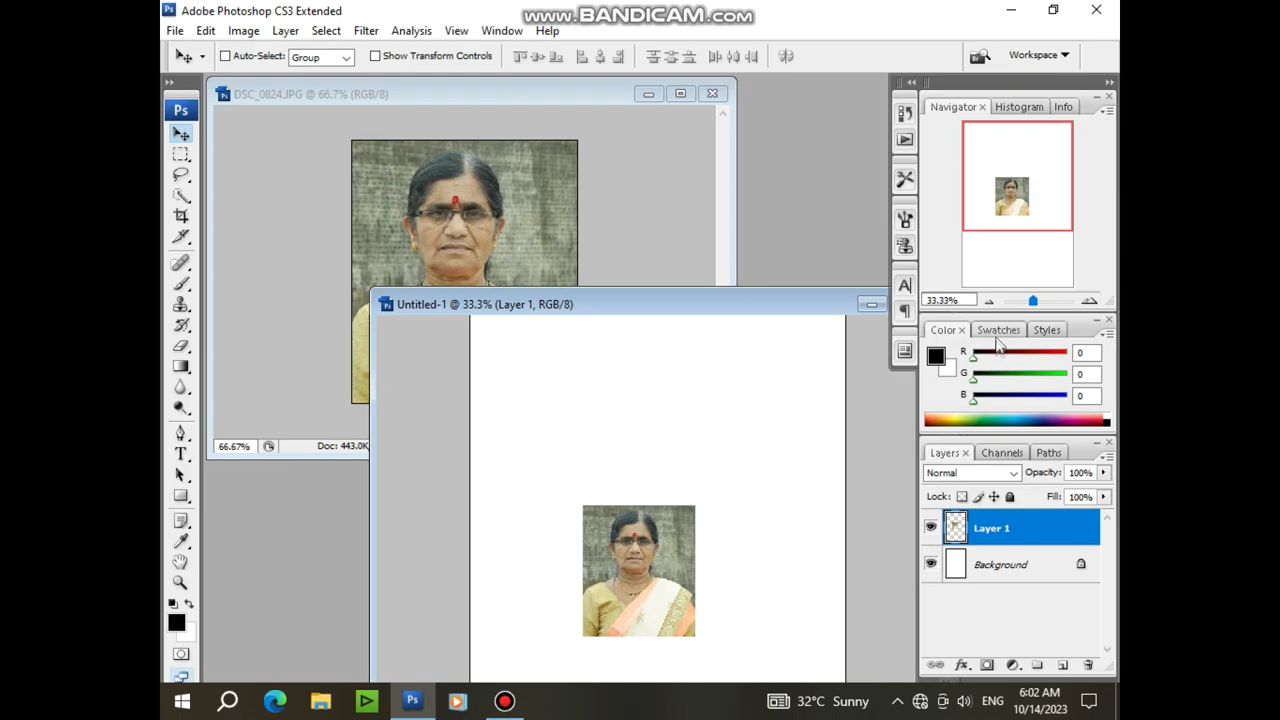 Adobe Photoshop CS3 Extended
www.BANDICAM.com
File Edit Image Layer Select Filter Analysis View Window Help
Auto-Select: Group Show Transform Controls Workspace
DSC_0824.JPG @ 66.7% (RGB/8)
Ps
Navigator Histogram Info
33.33%
Untitled-1 @ 33.3% (Layer 1, RGB/8)
Color Swatches Styles
R 0
G 0
B 0
66.67% Doc: 443.0K
Layers Channels Paths
Normal Opacity: 100%
Lock: Fill: 100%
Layer 1
Background
32°C Sunny ENG 6:02 AM
10/14/2023